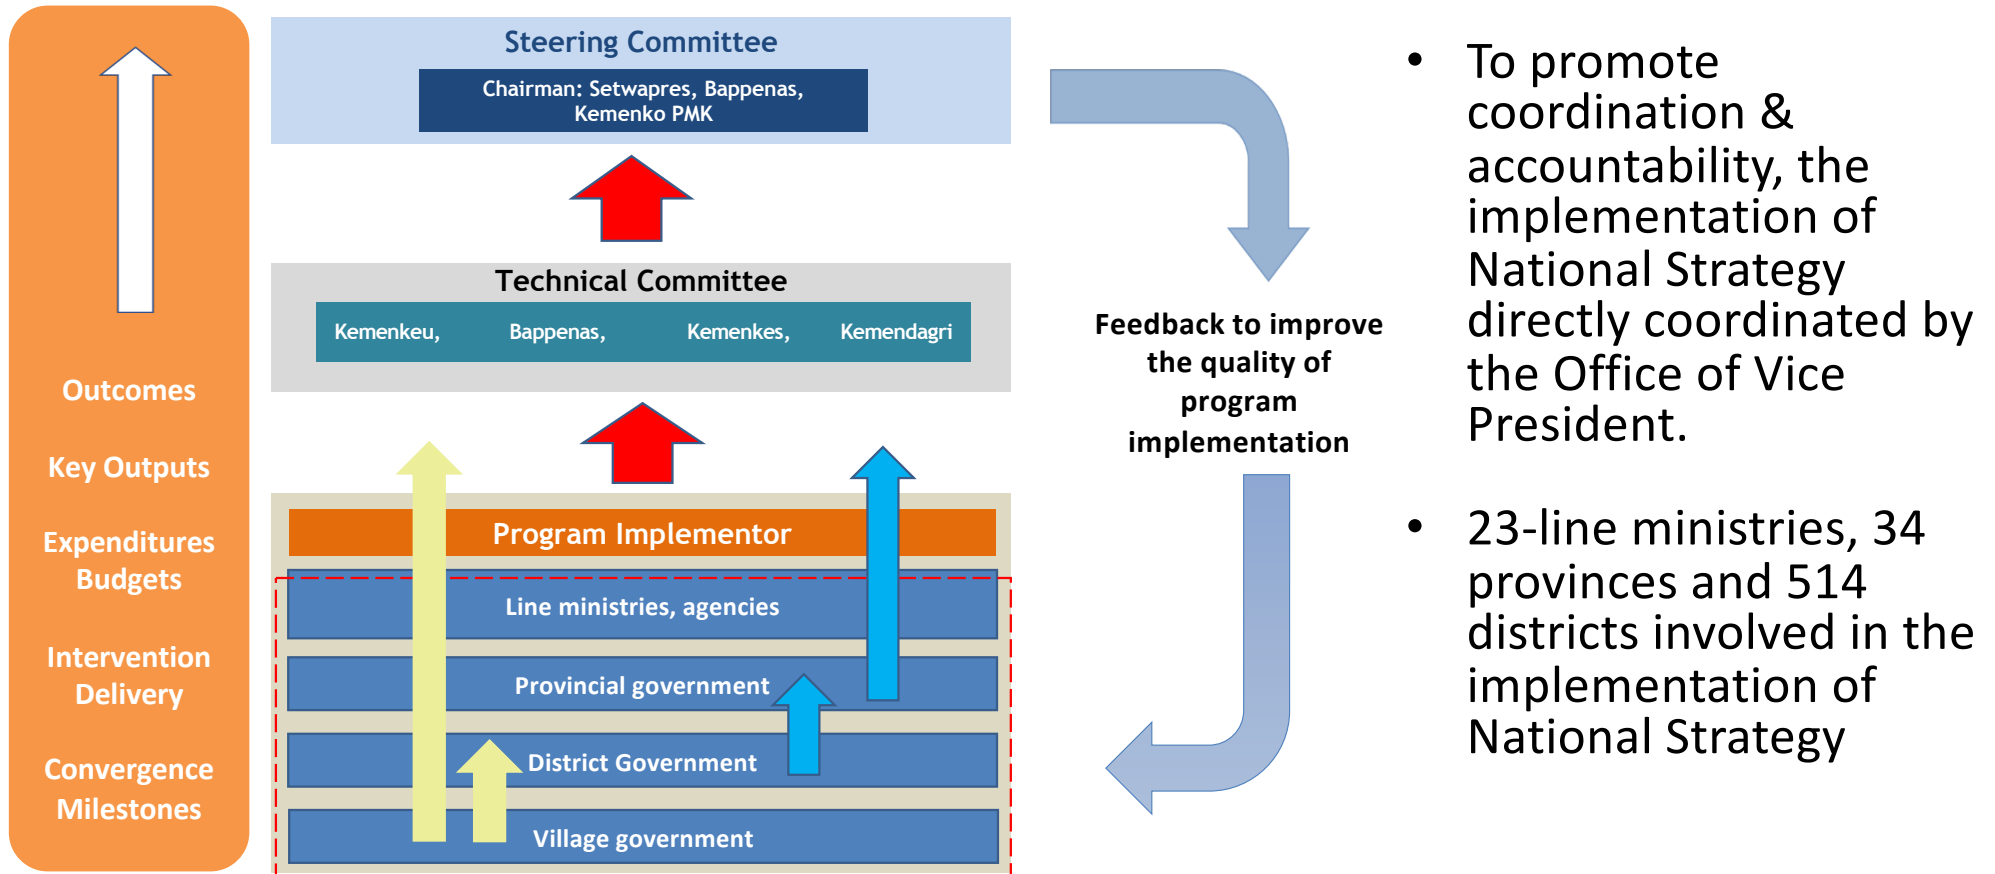 Outcomes
Key Outputs
Expenditures
Budgets
Intervention
Delivery
Convergence
Milestones
Steering Committee
Chairman: Setwapres, Bappenas,
Kemenko PMK
Technical Committee
Kemenkeu, Bappenas, Kemenkes, Kemendagri
Program Implementor
Line ministries, agencies
Provincial government
District Government
Village government
Feedback to improve
the quality of
program
implementation
• To promote
coordination &
accountability, the
implementation of
National Strategy
directly coordinated by
the Office of Vice
President.
• 23-line ministries, 34
provinces and 514
districts involved in the
implementation of
National Strategy